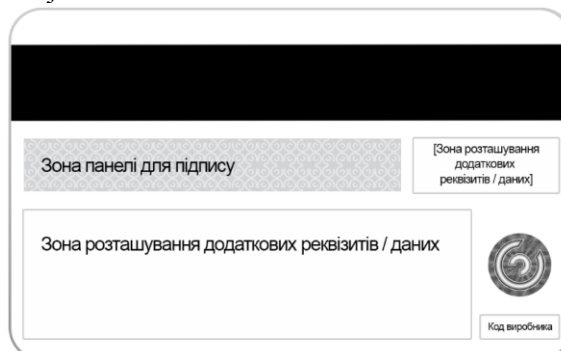 Зона панелі для підпису
[Зона розташування
додаткових
реквізитів / даних]
Зона розташування додаткових реквізитів / даних
Код виробника